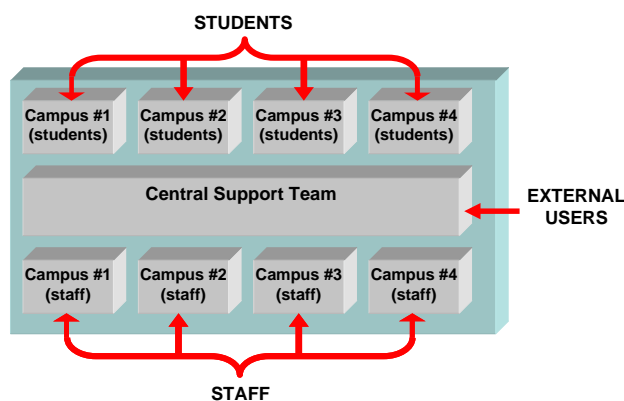 STUDENTS
Campus #1
(students)
Campus #2
(students)
Campus #3
(students)
Campus #4
(students)
Central Support Team
EXTERNAL
USERS
Campus #1
(staff)
Campus #2
(staff)
Campus #3
(staff)
Campus #4
(staff)
STAFF